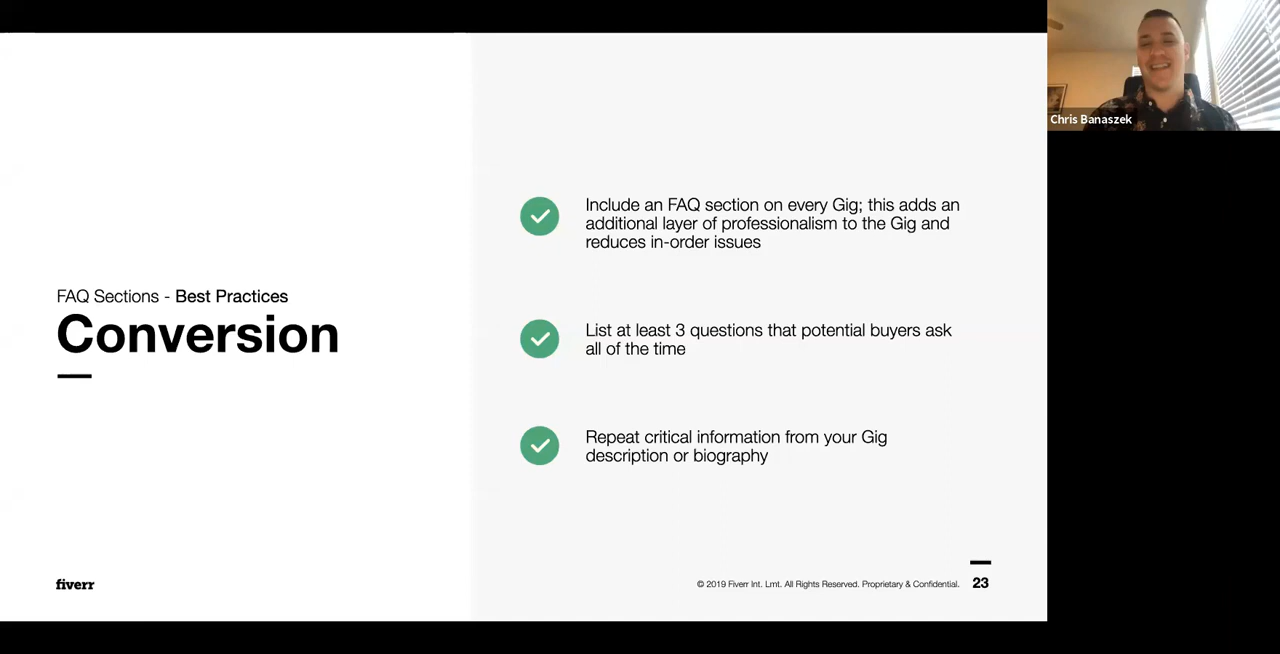 Chris Banaszek
FAQ Sections - Best Practices
Conversion
Include an FAQ section on every Gig; this adds an
additional layer of professionalism to the Gig and
reduces in-order issues
List at least 3 questions that potential buyers ask
all of the time
Repeat critical information from your Gig
description or biography
fiverr
© 2019 Fiverr Int. Lmt. All Rights Reserved. Proprietary & Confidential.
23